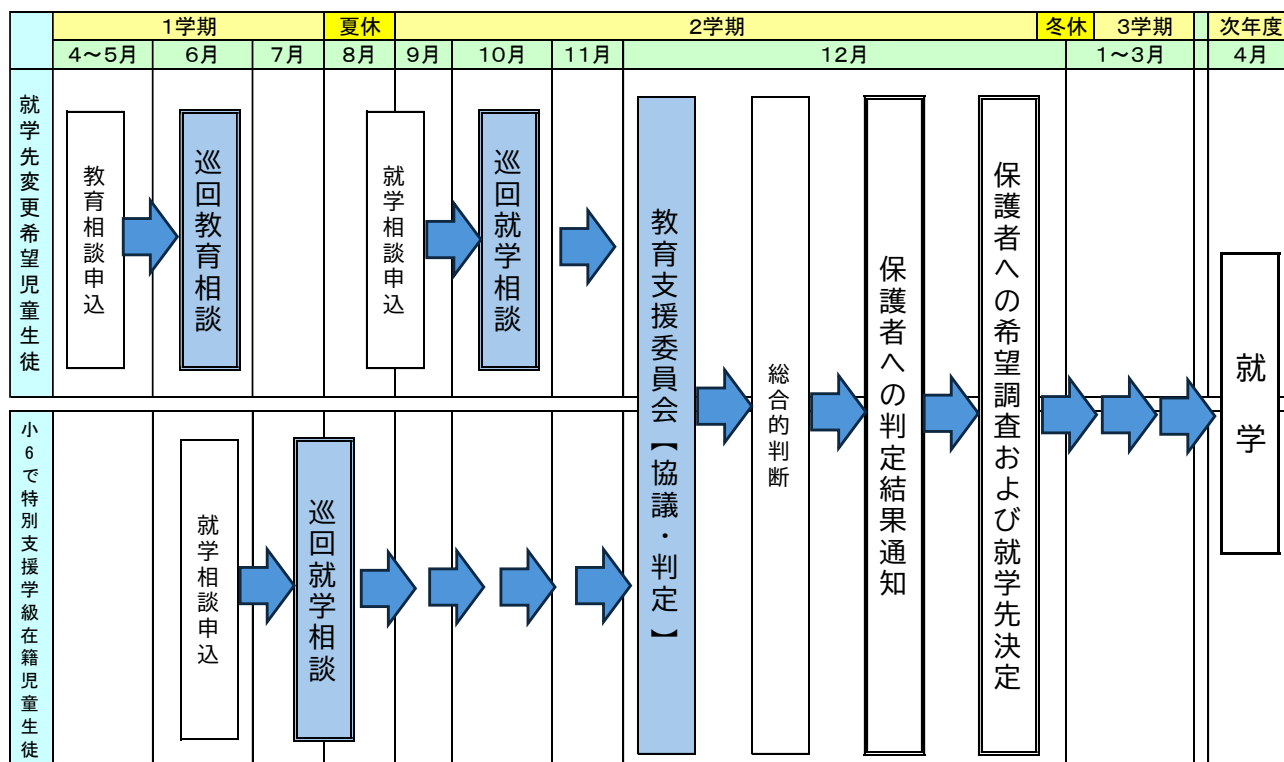 1学期
夏休
2学期
冬休
3学期
次年度
4～5月
6月
7月
8月
9月
10月
11月
12月
1～3月
4月
就学先変更希望児童生徒
教育相談申込
巡回教育相談
就学相談申込
巡回就学相談
教育支援委員会【協議・判定】
総合的判断
保護者への判定結果通知
保護者への希望調査および就学先決定
就学
小6で特別支援学級在籍児童生徒
就学相談申込
巡回就学相談